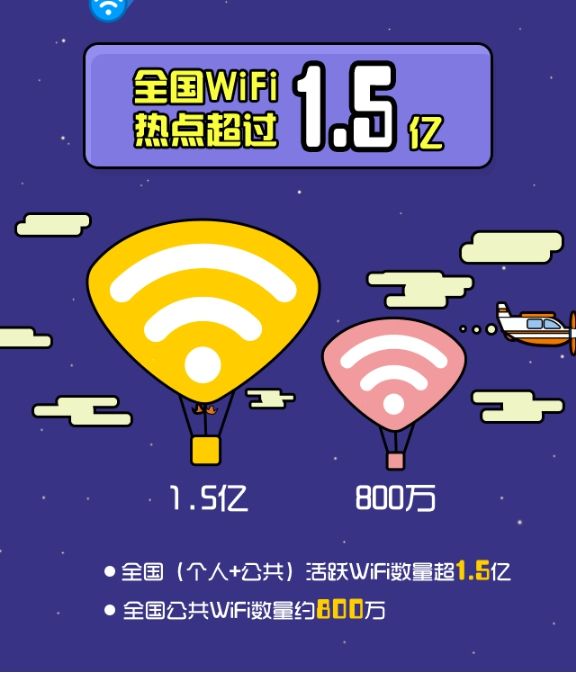 全国WiFi
热点超过 1.5 亿
1.5亿
800万
● 全国（个人+公共）活跃WiFi数量超1.5亿
● 全国公共WiFi数量约800万